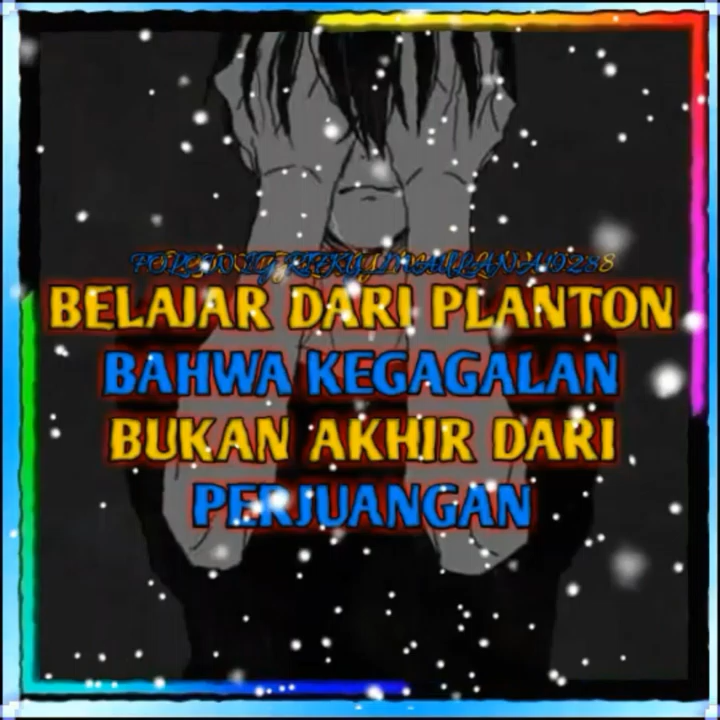 BELAJAR DARI PLANTON
BAHWA KEGAGALAN
BUKAN AKHIR DARI
PERJUANGAN